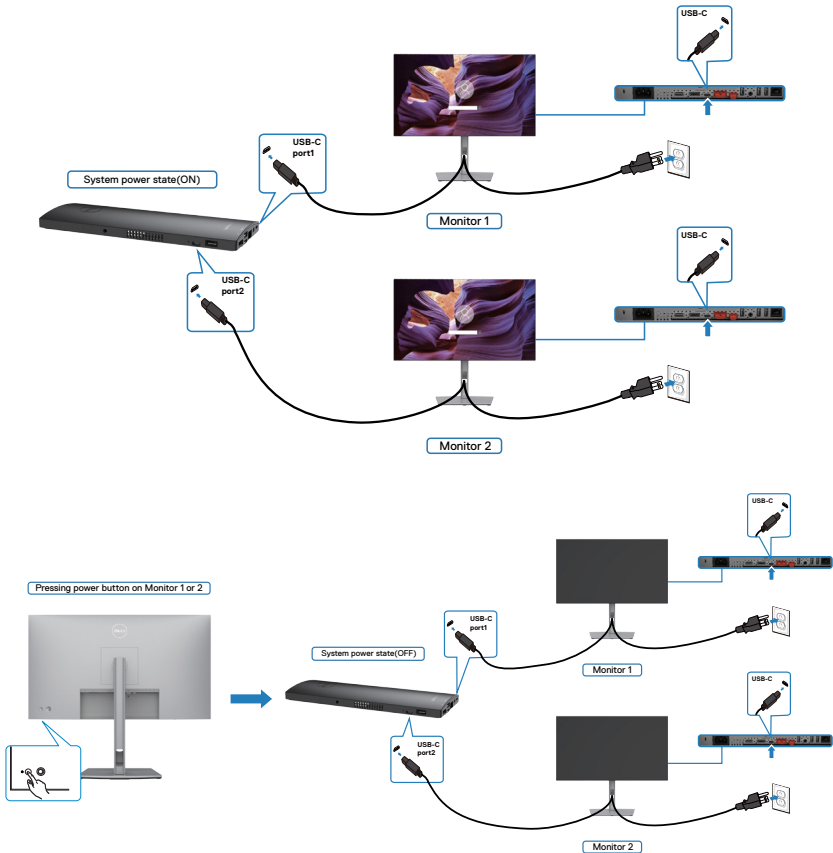 USB-C
USB-C
port1
System power state(ON)
Monitor 1
USB-C
USB-C
port2
Monitor 2
USB-C
Pressing power button on Monitor 1 or 2
DELL
USB-C
port1
System power state(OFF)
Monitor 1
USB-C
USB-C
port2
Monitor 2